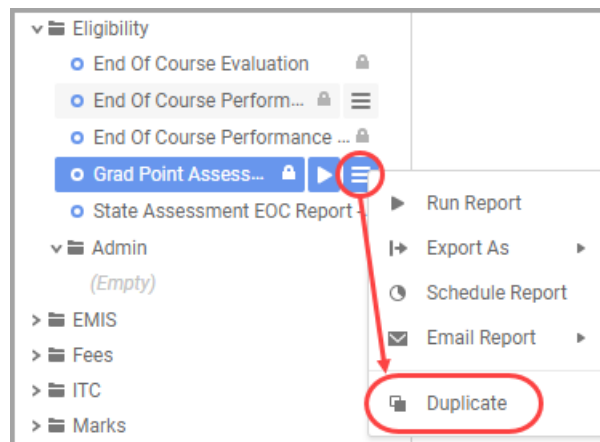 Eligibility
End Of Course Evaluation
End Of Course Perform...
End Of Course Performance ...
Grad Point Assess...
State Assessment EOC Report -
Admin
(Empty)
EMIS
Fees
ITC
Marks
Run Report
Export As
Schedule Report
Email Report
Duplicate